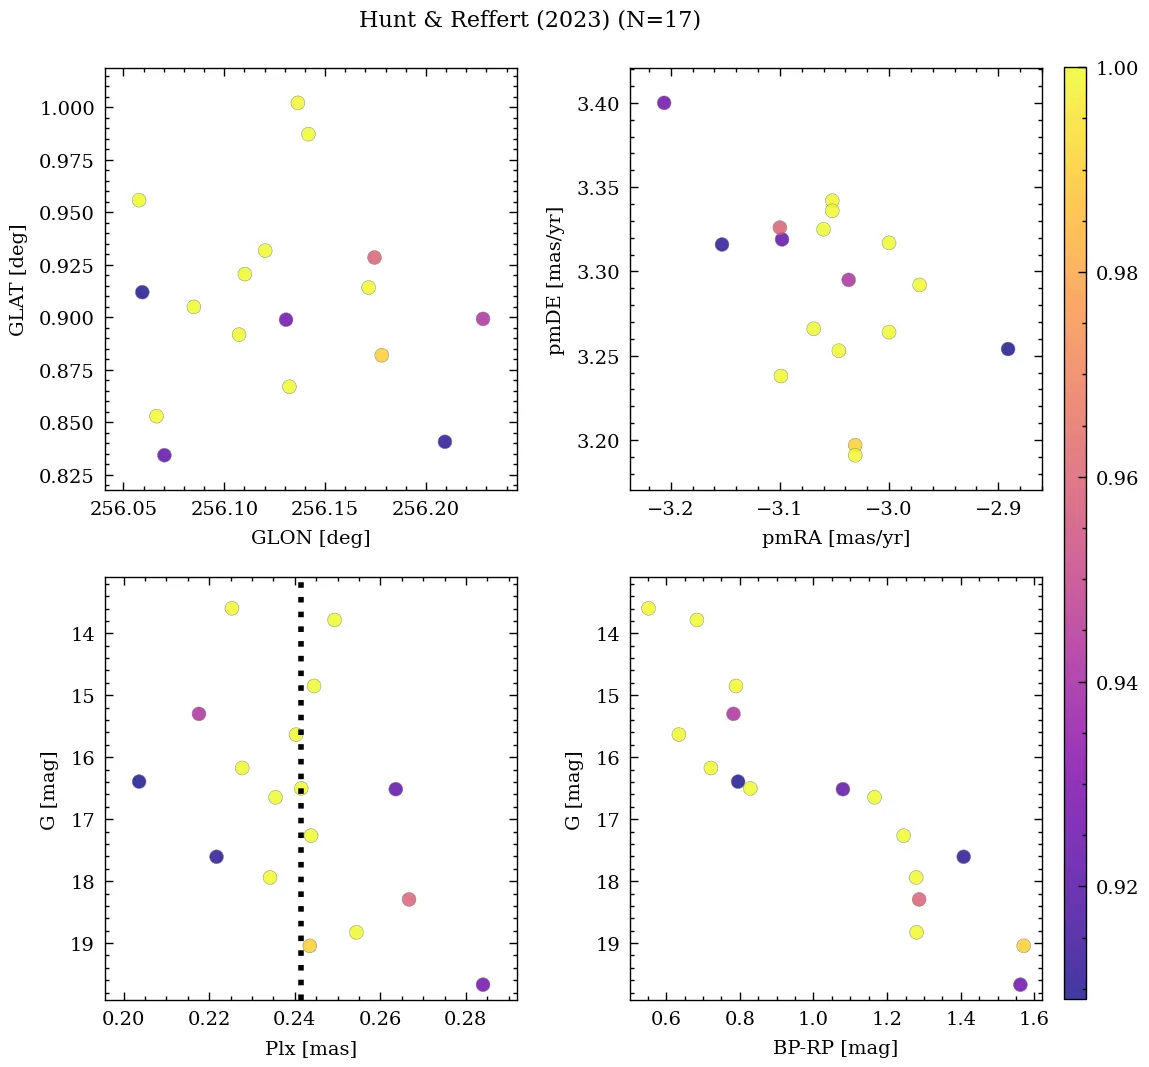 Hunt & Reffert (2023) (N=17)
1.000
0.975
0.950
0.925
0.900
0.875
0.850
0.825
GLAT [deg]
256.05 256.10 256.15 256.20
GLON [deg]
3.40
3.35
3.30
3.25
3.20
pmDE [mas/yr]
−3.2 −3.1 −3.0 −2.9
pmRA [mas/yr]
14
15
16
17
18
19
G [mag]
0.20 0.22 0.24 0.26 0.28
Plx [mas]
14
15
16
17
18
19
G [mag]
0.6 0.8 1.0 1.2 1.4 1.6
BP-RP [mag]
1.00
0.98
0.96
0.94
0.92